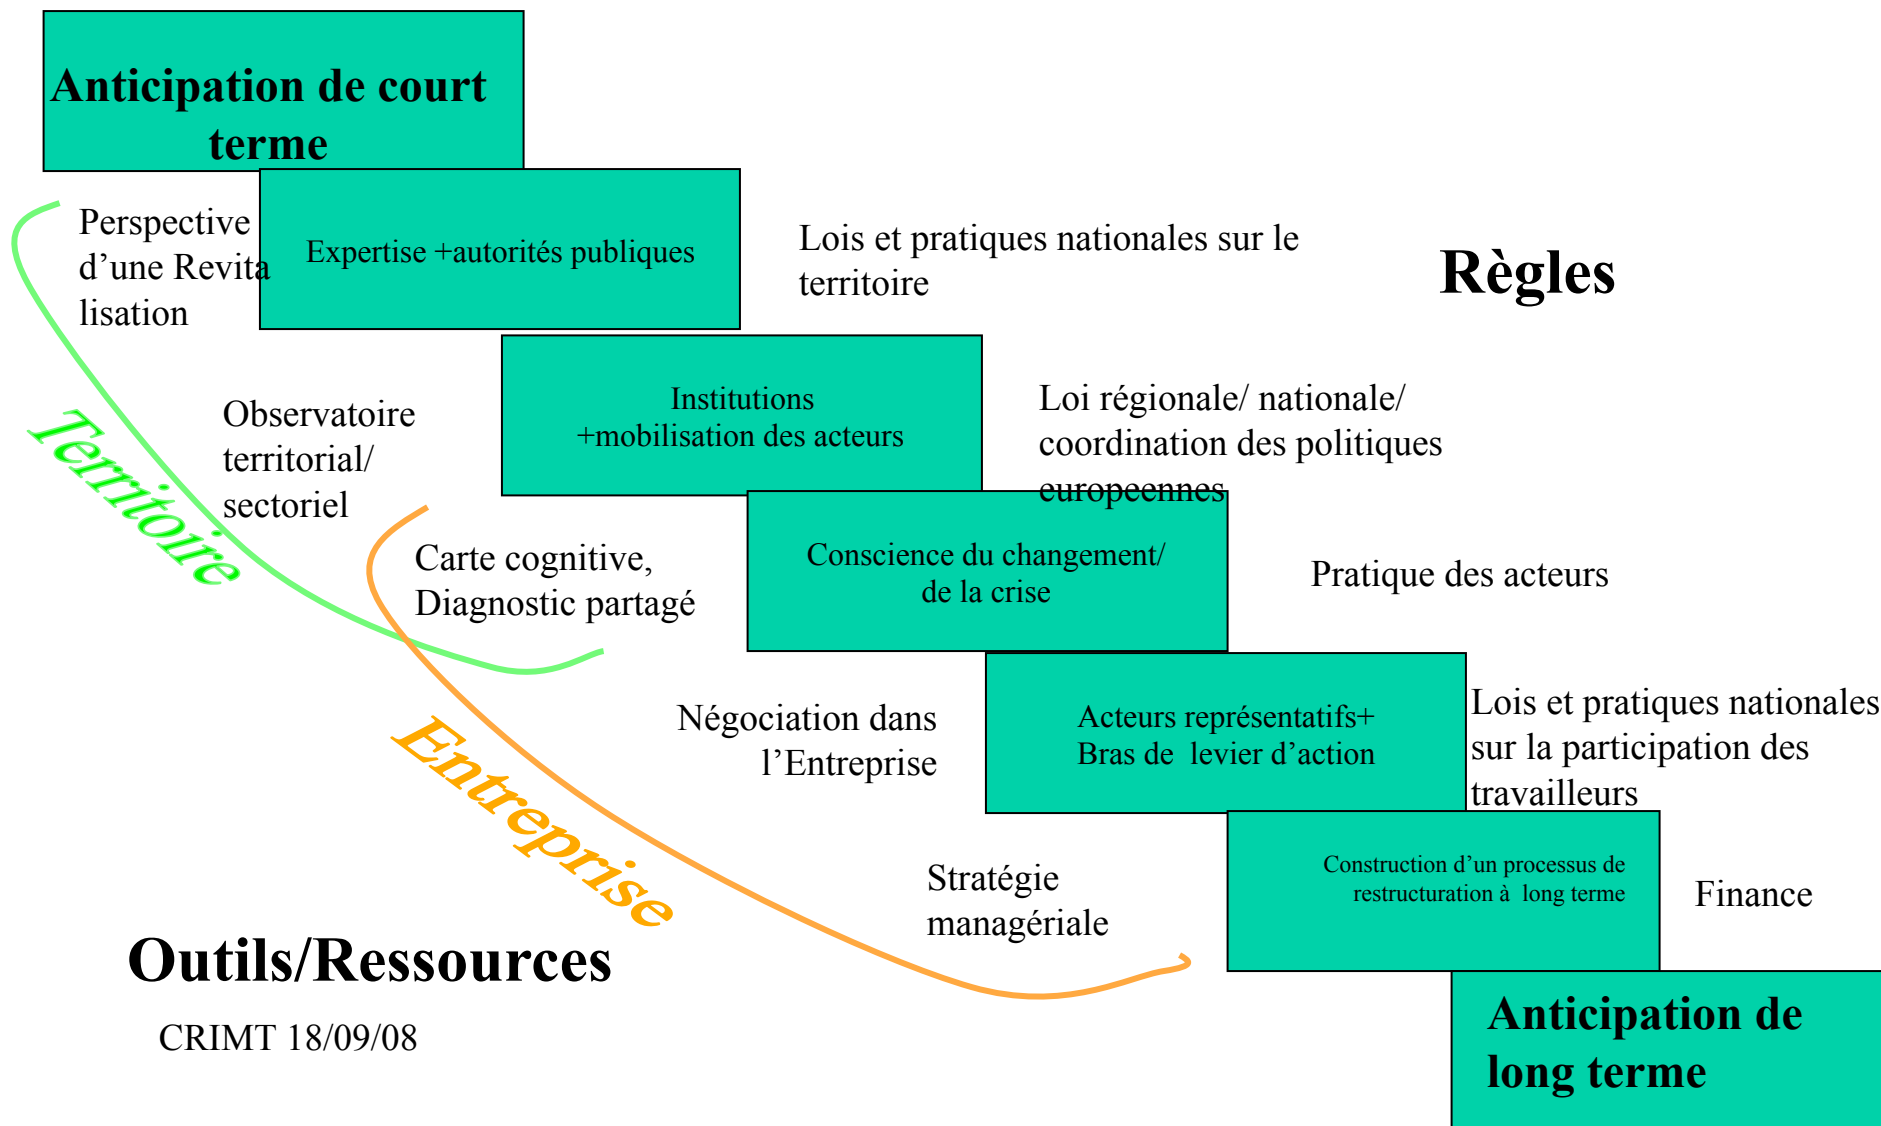 Anticipation de court
terme
Perspective
d’une Revita
lisation
Expertise +autorités publiques
Lois et pratiques nationales sur le
territoire
Règles
Territoire
Observatoire
territorial/
sectoriel
Institutions
+mobilisation des acteurs
Loi régionale/ nationale/
coordination des politiques
europeennes
Carte cognitive,
Diagnostic partagé
Conscience du changement/
de la crise
Pratique des acteurs
Entreprise
Négociation dans
l’Entreprise
Acteurs représentatifs+
Bras de  levier d’action
Lois et pratiques nationales
sur la participation des
travailleurs
Stratégie
managériale
Construction d’un processus de
restructuration à  long terme
Finance
Outils/Ressources
CRIMT 18/09/08
Anticipation de
long terme